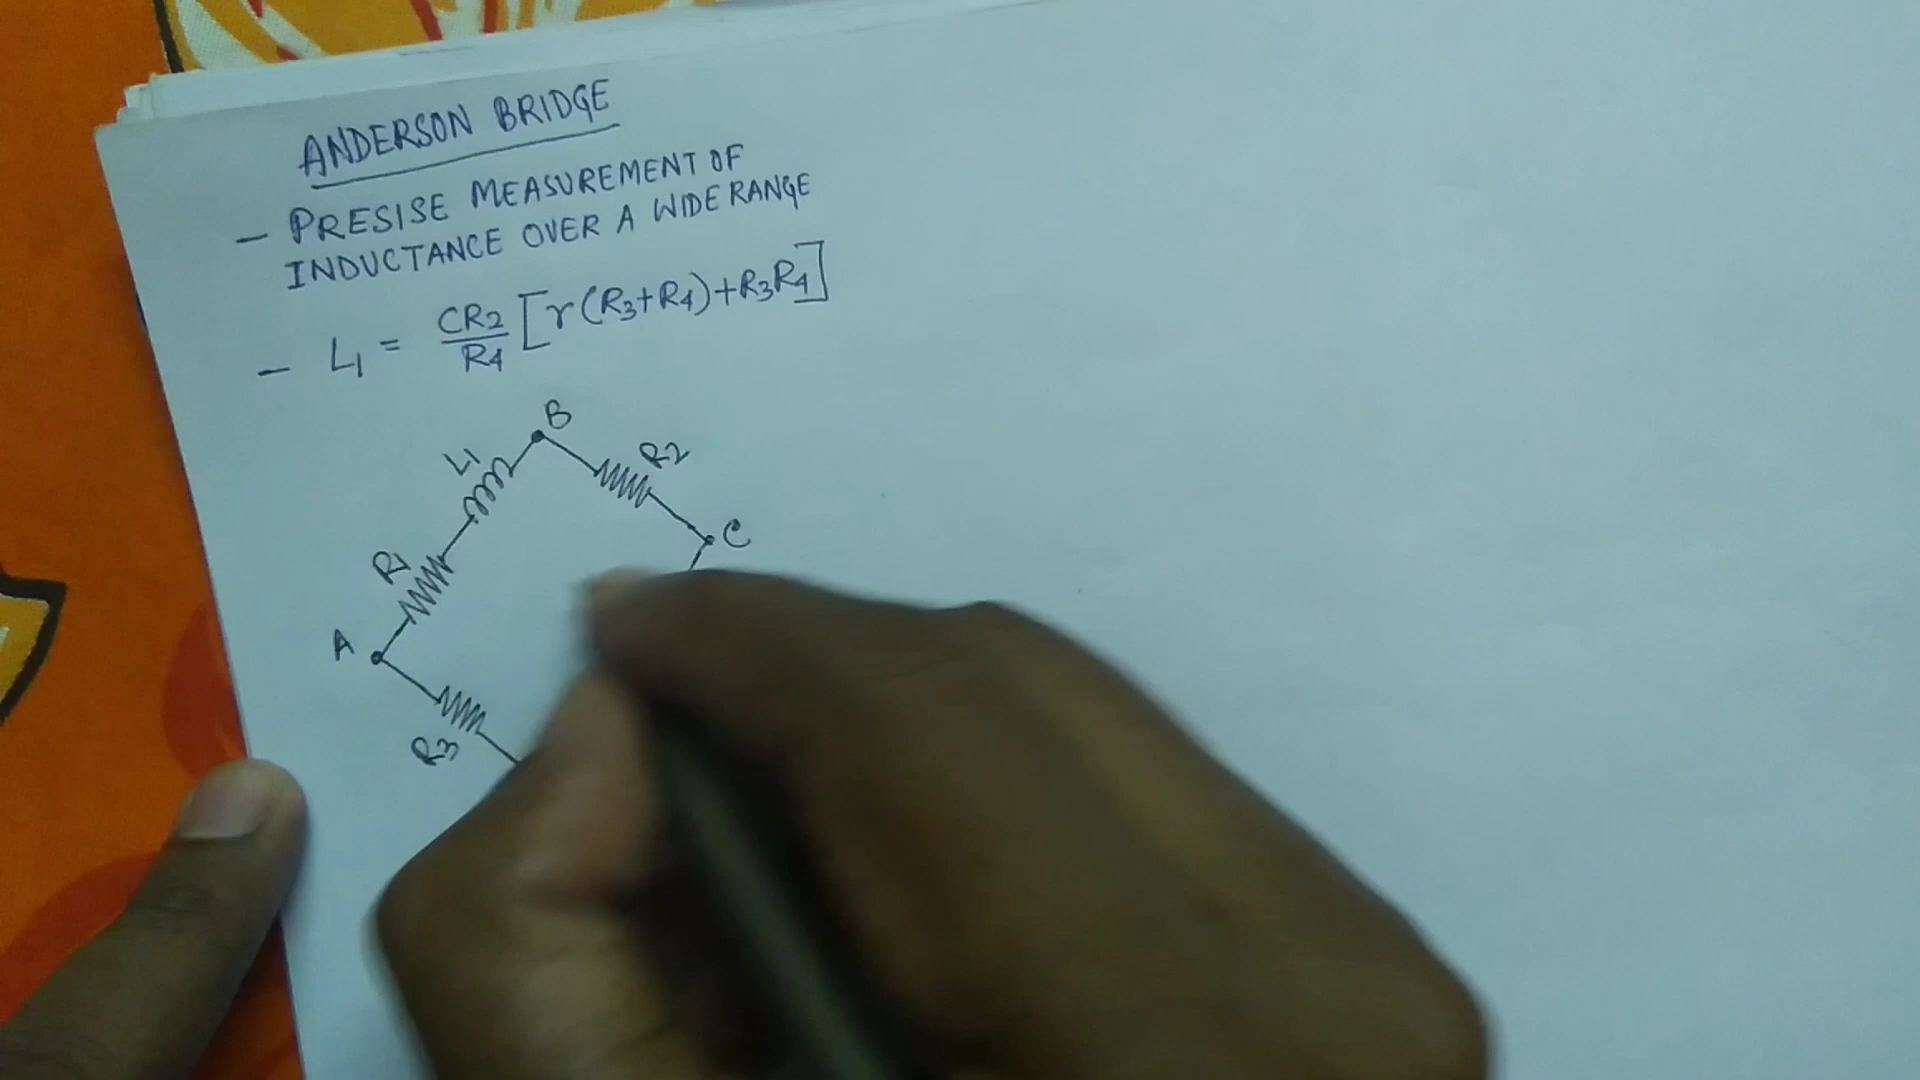 ANDERSON BRIDGE
- PRESISE MEASUREMENT OF
INDUCTANCE OVER A WIDE RANGE
- L1 = CR2/R4 [r(R3+R4)+R3R4]
B
L1
R2
C
R1
A
R3